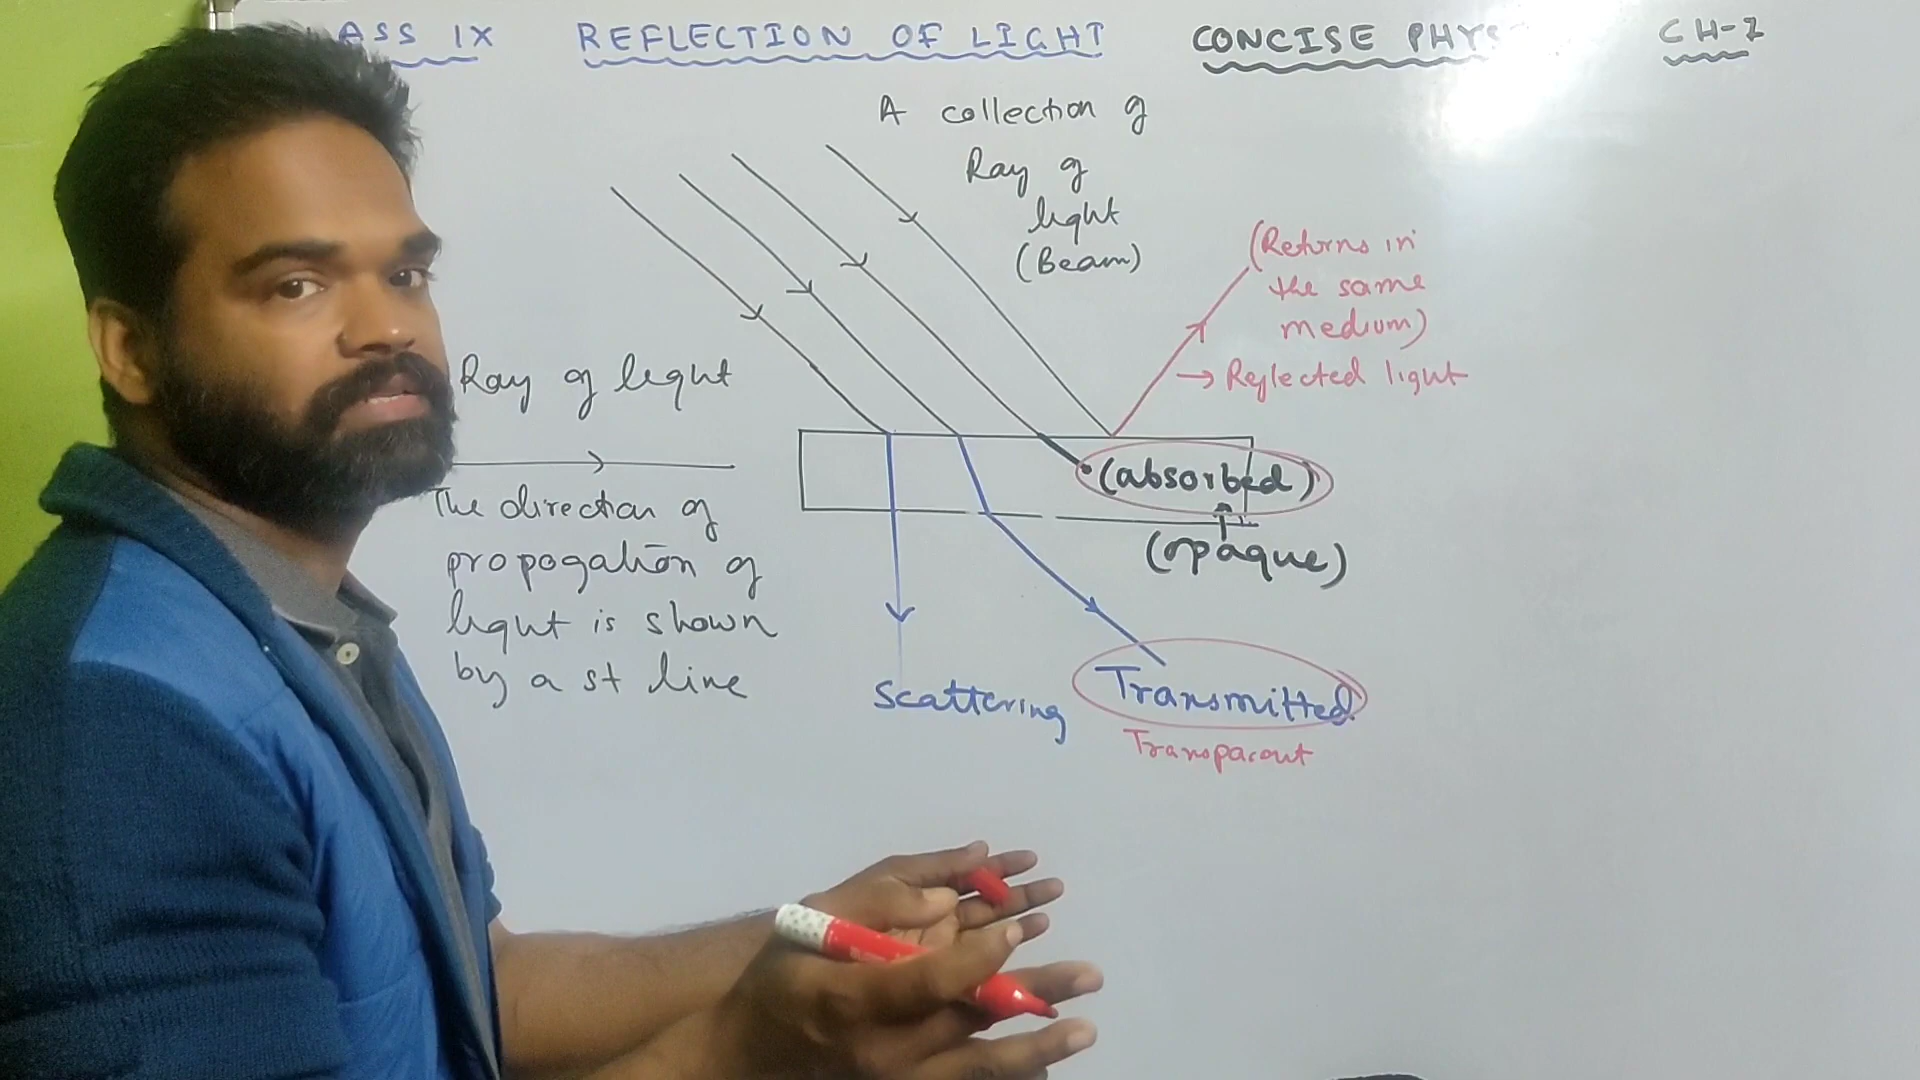 ASS IX REFLECTION OF LIGHT CONCISE PHYS CH-7
A collection of
Ray of
light
(Beam)
(Returns in
the same
medium)
→ Reflected light
Ray of light
The direction of
propogation of
light is shown
by a st line
(absorbed)
(opaque)
Scattering
Transmitted
Transparent